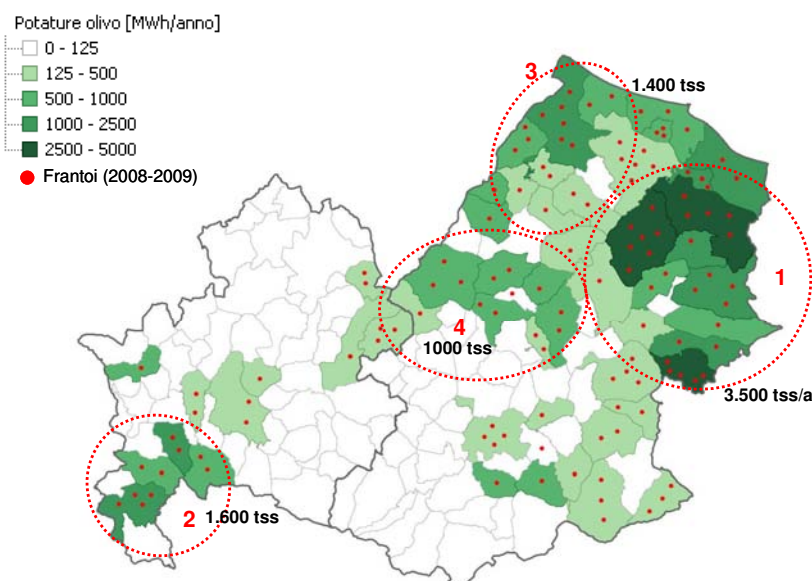 Potature olivo [MWh/anno]
0 - 125
125 - 500
500 - 1000
1000 - 2500
2500 - 5000
Frantoi (2008-2009)
3
1.400 tss
1
4
1000 tss
3.500 tss/a
2
1.600 tss